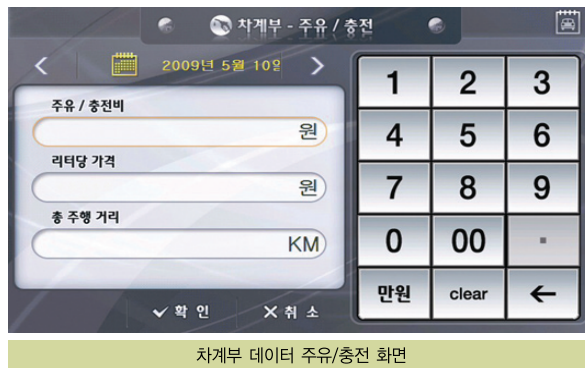 차계부 - 주유 / 충전
2009년 5월 10일
주유 / 충전비
원
리터당 가격
원
총 주행 거리
KM
확 인
취 소
1 2 3
4 5 6
7 8 9
0 00 .
만원 clear ←
차계부 데이터 주유/충전 화면